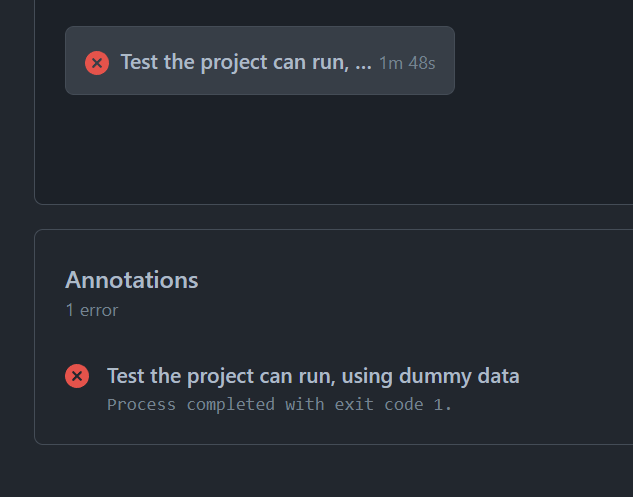 Test the project can run, ... 1m 48s
Annotations
1 error
Test the project can run, using dummy data
Process completed with exit code 1.